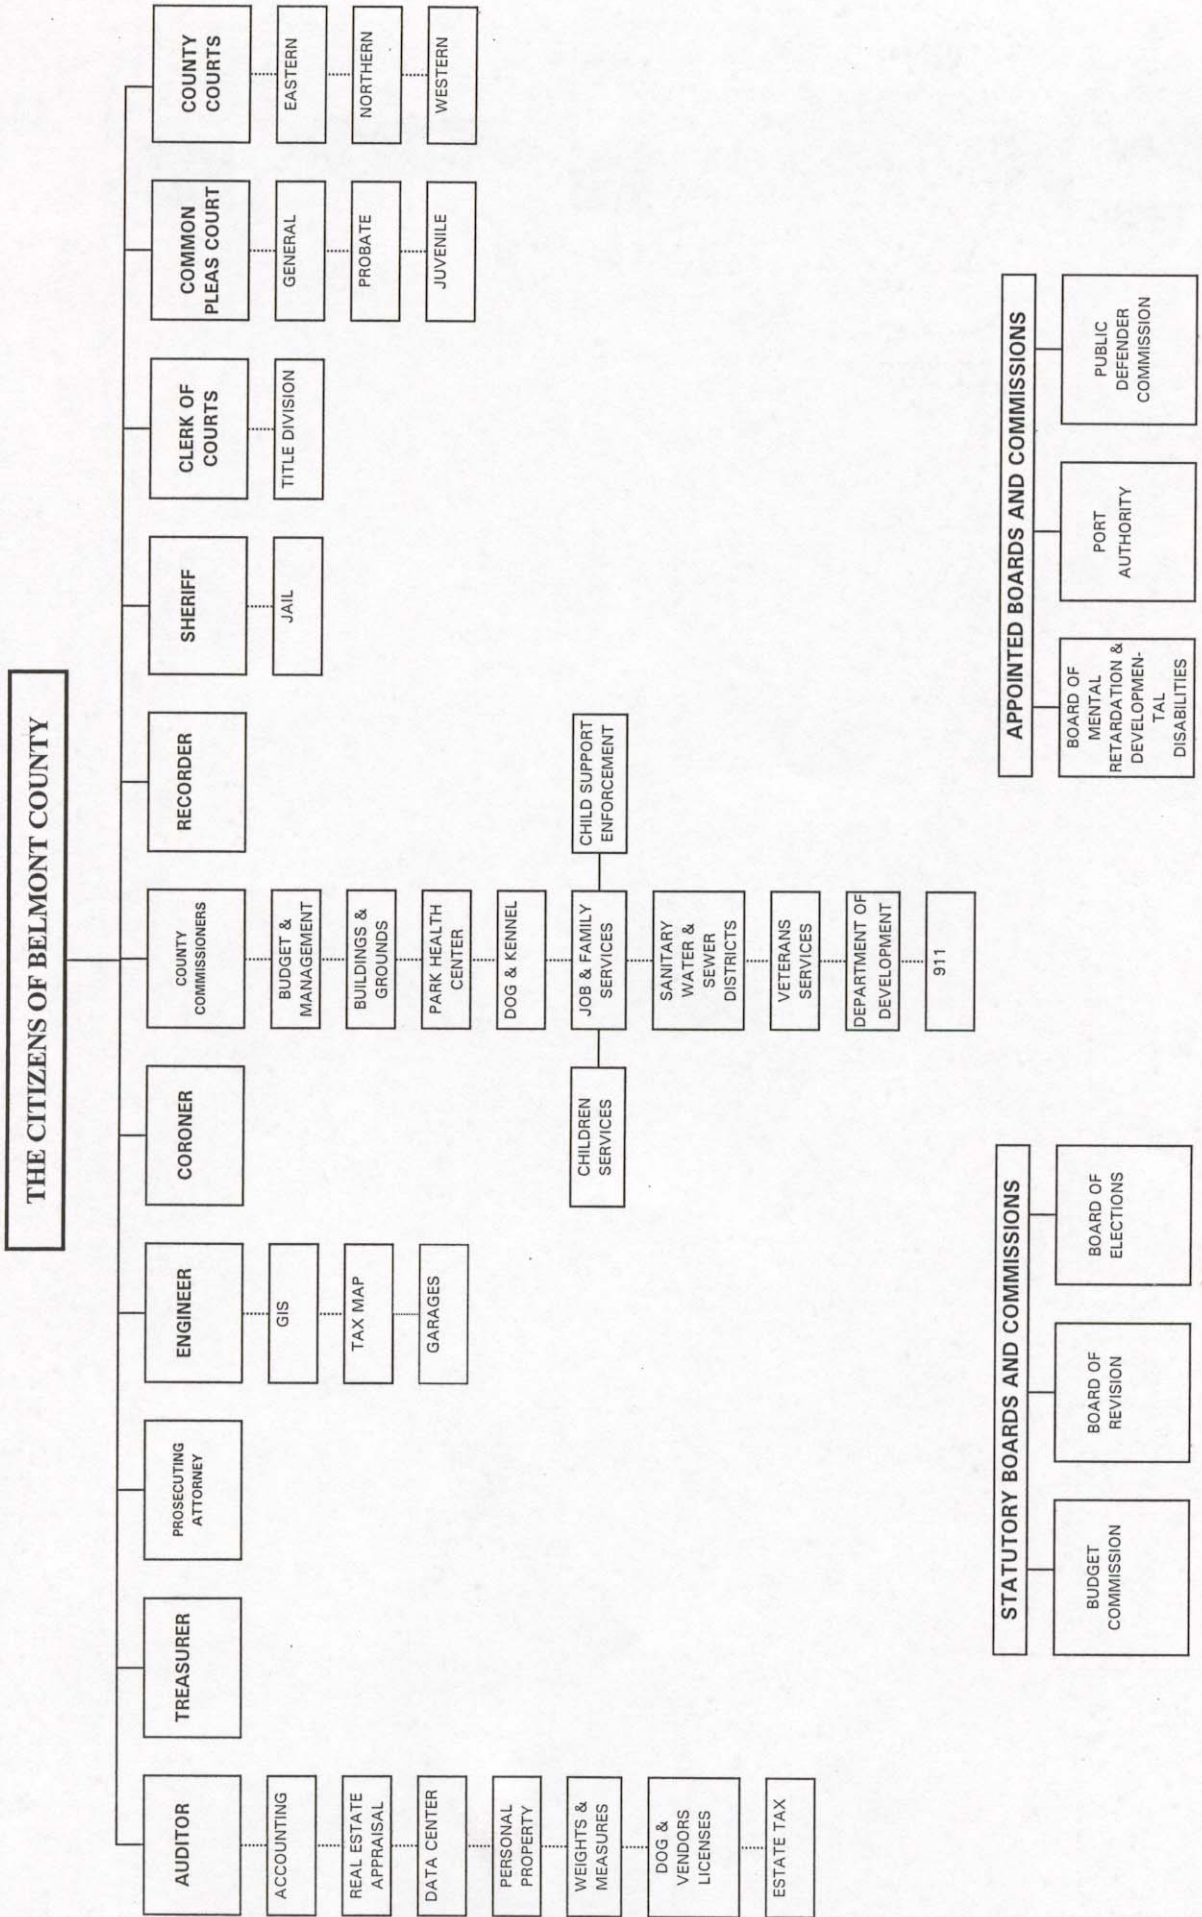 THE CITIZENS OF BELMONT COUNTY
AUDITOR
ACCOUNTING
REAL ESTATE
APPRAISAL
DATA CENTER
PERSONAL
PROPERTY
WEIGHTS &
MEASURES
DOG &
VENDORS
LICENSES
ESTATE TAX
TREASURER
PROSECUTING
ATTORNEY
ENGINEER
GIS
TAX MAP
GARAGES
CORONER
COUNTY
COMMISSIONERS
BUDGET &
MANAGEMENT
BUILDINGS &
GROUNDS
PARK HEALTH
CENTER
DOG & KENNEL
CHILDREN
SERVICES
JOB & FAMILY
SERVICES
CHILD SUPPORT
ENFORCEMENT
SANITARY
WATER &
SEWER
DISTRICTS
VETERANS
SERVICES
DEPARTMENT OF
DEVELOPMENT
911
RECORDER
SHERIFF
JAIL
CLERK OF
COURTS
TITLE DIVISION
COMMON
PLEAS COURT
GENERAL
PROBATE
JUVENILE
COUNTY
COURTS
EASTERN
NORTHERN
WESTERN
STATUTORY BOARDS AND COMMISSIONS
BUDGET
COMMISSION
BOARD OF
REVISION
BOARD OF
ELECTIONS
APPOINTED BOARDS AND COMMISSIONS
BOARD OF
MENTAL
RETARDATION &
DEVELOPMEN-
TAL
DISABILITIES
PORT
AUTHORITY
PUBLIC
DEFENDER
COMMISSION